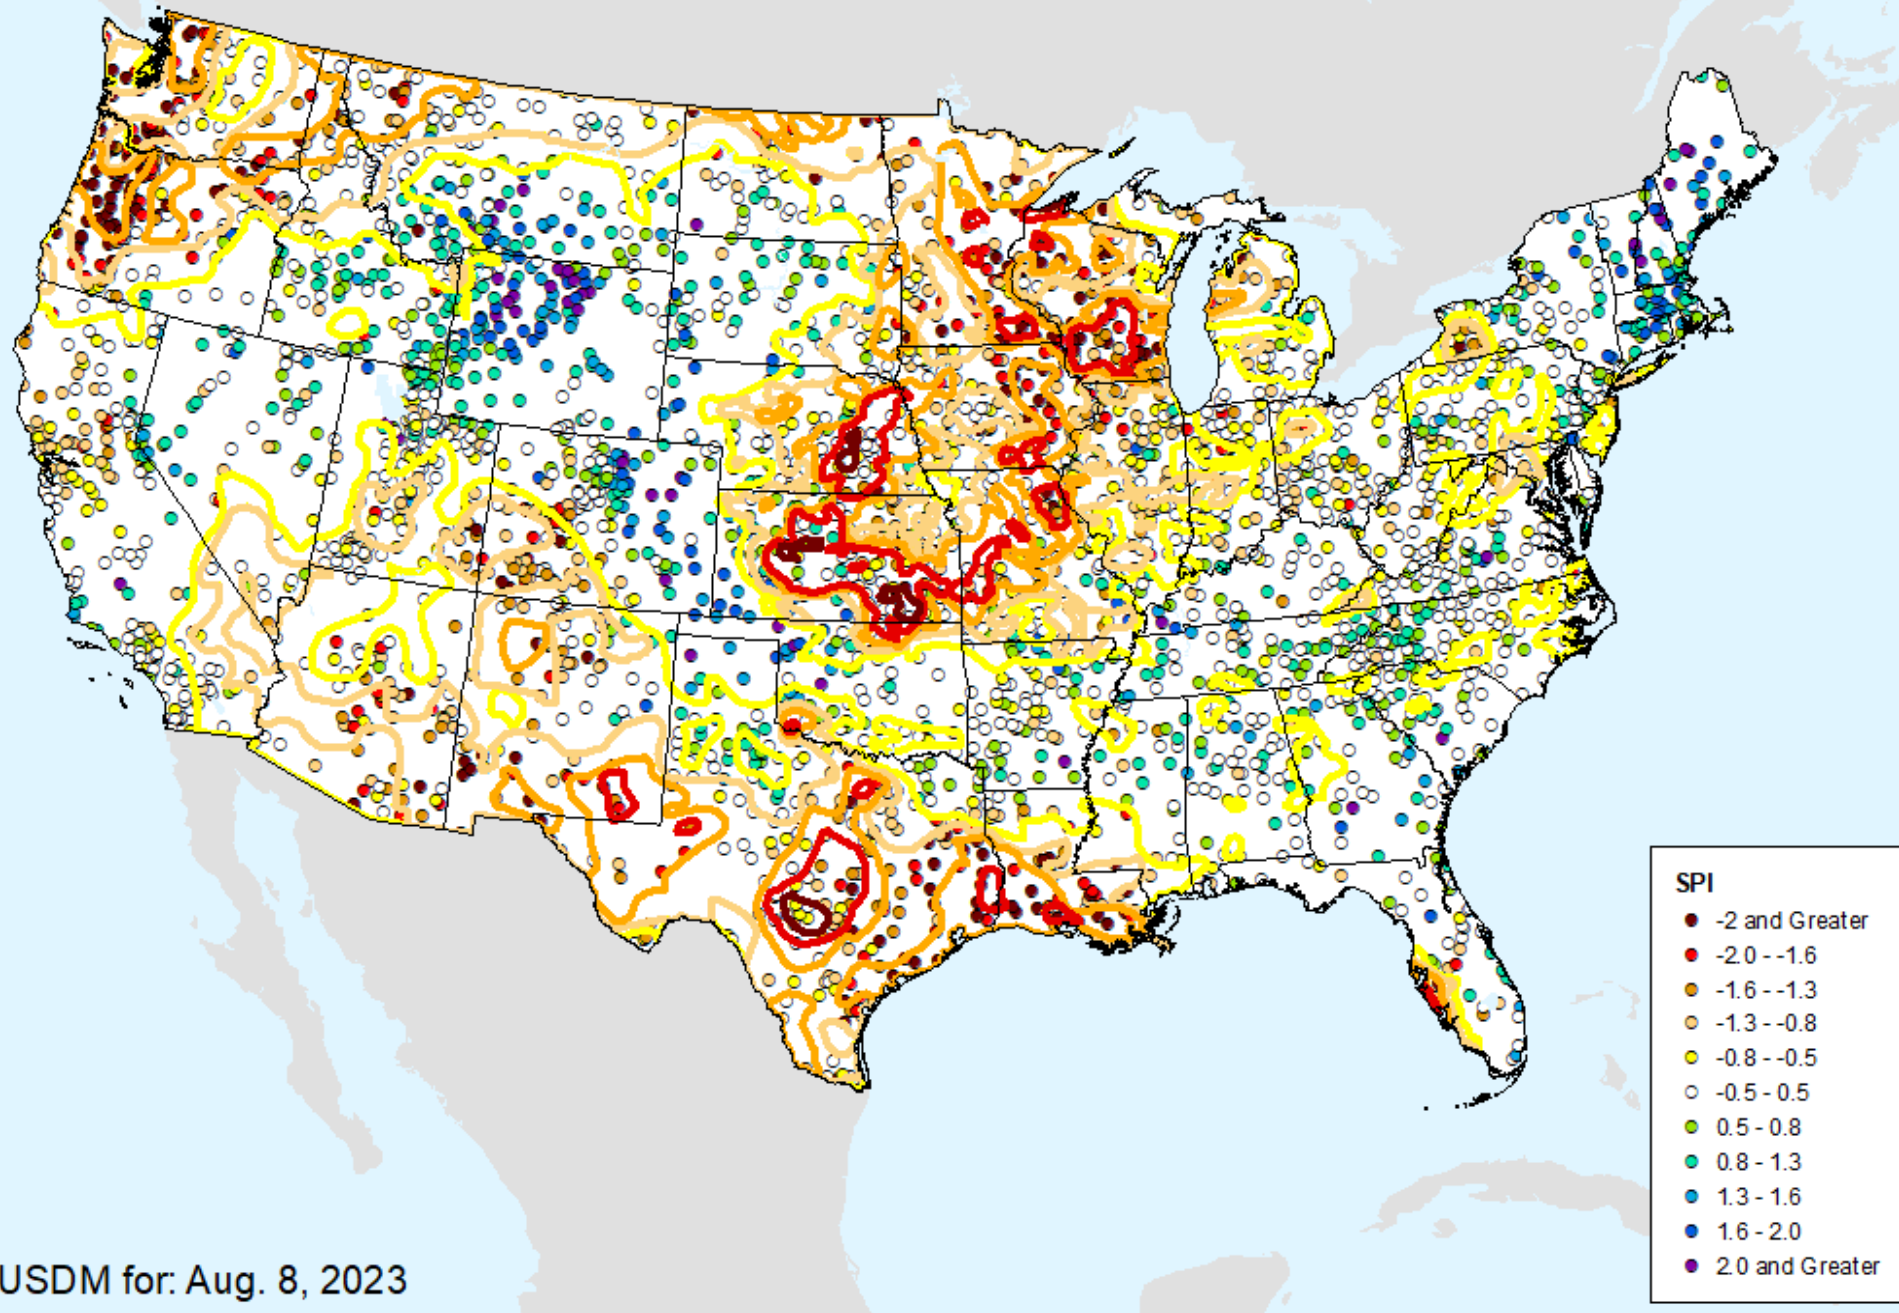 SPI
-2 and Greater
-2.0 - -1.6
-1.6 - -1.3
-1.3 - -0.8
-0.8 - -0.5
-0.5 - 0.5
0.5 - 0.8
0.8 - 1.3
1.3 - 1.6
1.6 - 2.0
2.0 and Greater
USDM for: Aug. 8, 2023